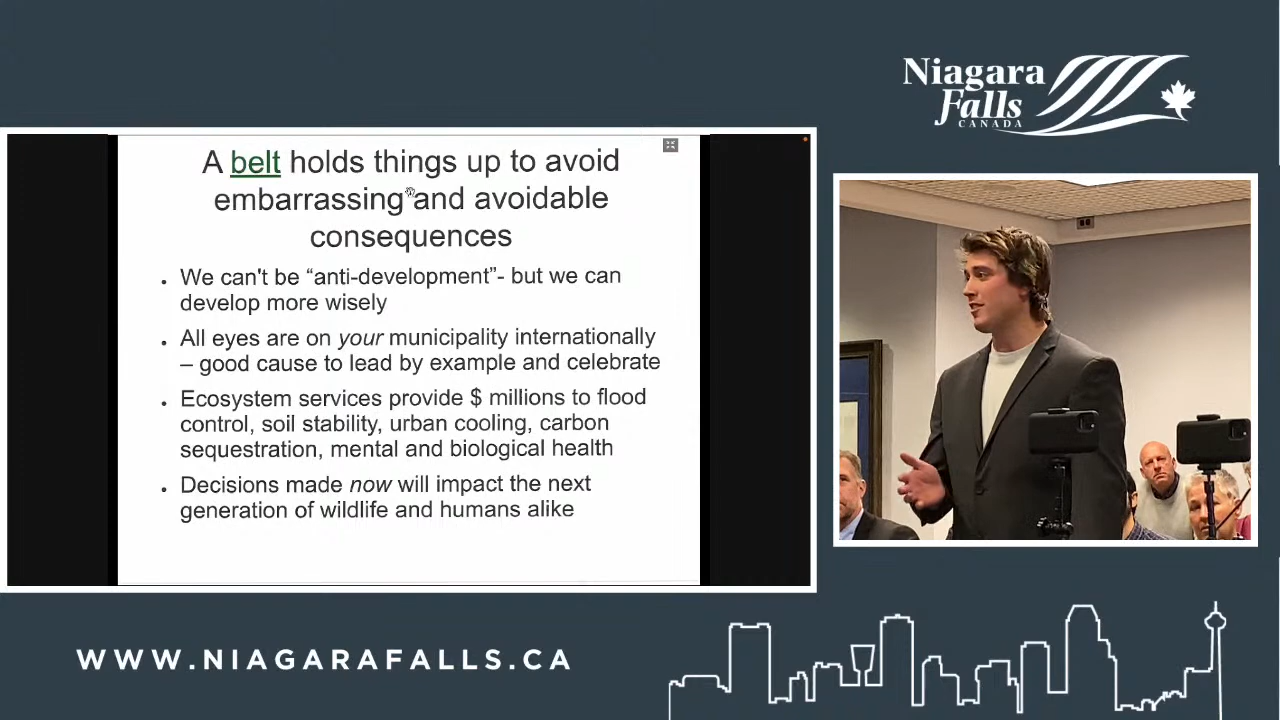 Niagara
Falls
CANADA
A belt holds things up to avoid
embarrassing and avoidable
consequences
• We can't be “anti-development”- but we can
develop more wisely
• All eyes are on your municipality internationally
– good cause to lead by example and celebrate
• Ecosystem services provide $ millions to flood
control, soil stability, urban cooling, carbon
sequestration, mental and biological health
• Decisions made now will impact the next
generation of wildlife and humans alike
WWW.NIAGARAFALLS.CA